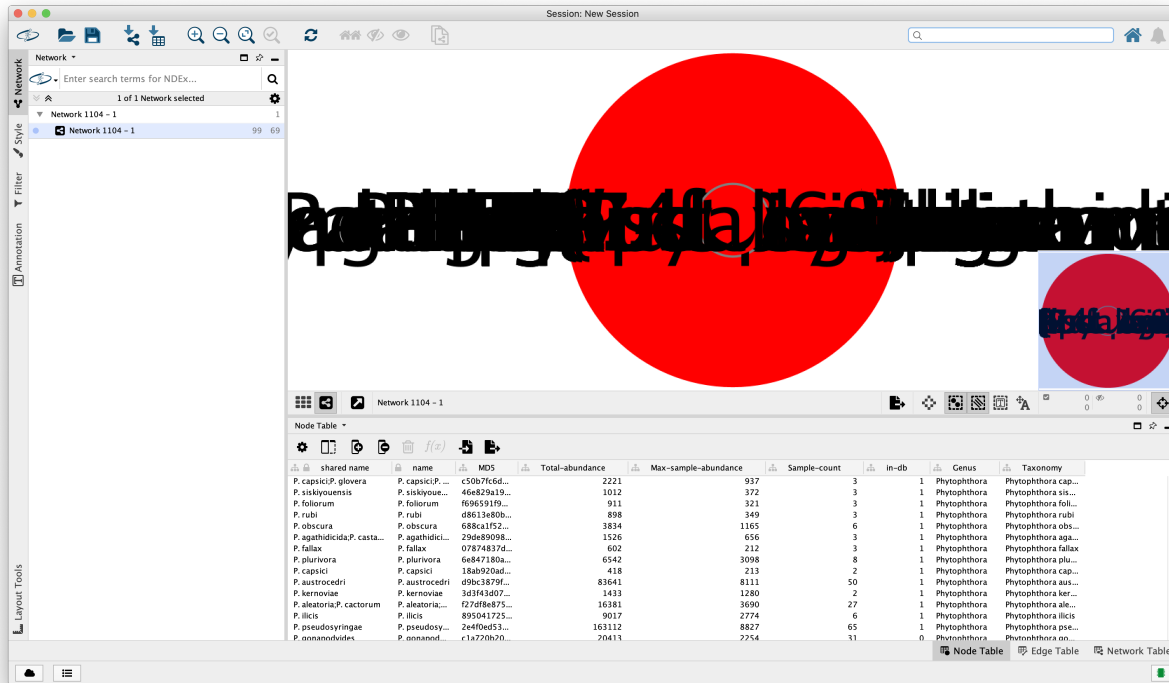 Session: New Session
Network
Enter search terms for NDEx...
1 of 1 Network selected
Network 1104 – 1 1
Network 1104 – 1 99 69
Network
Style
Filter
Annotation
Layout Tools
Network 1104 – 1
0 0
0 0
Node Table
f(x)
shared name name MD5 Total-abundance Max-sample-abundance Sample-count in-db Genus Taxonomy
P. capsici;P. glovera P. capsici;P. ... c50b7fc6d... 2221 937 3 1 Phytophthora Phytophthora cap...
P. siskiyouensis P. siskiyoue... 46e829a19... 1012 372 3 1 Phytophthora Phytophthora sis...
P. foliorum P. foliorum f696591f9... 911 321 3 1 Phytophthora Phytophthora foli...
P. rubi P. rubi d8613e80b... 898 349 3 1 Phytophthora Phytophthora rubi
P. obscura P. obscura 688ca1f52... 3834 1165 6 1 Phytophthora Phytophthora obs...
P. agathidicida;P. casta... P. agathidici... 29de89098... 1526 656 3 1 Phytophthora Phytophthora aga...
P. fallax P. fallax 07874837d... 602 212 3 1 Phytophthora Phytophthora fallax
P. plurivora P. plurivora 6e847180a... 6542 3098 8 1 Phytophthora Phytophthora plu...
P. capsici P. capsici 18ab920ad... 418 213 2 1 Phytophthora Phytophthora cap...
P. austrocedri P. austrocedri d9bc3879f... 83641 8111 50 1 Phytophthora Phytophthora aus...
P. kernoviae P. kernoviae 3d3f43d07... 1433 1280 2 1 Phytophthora Phytophthora ker...
P. aleatoria;P. cactorum P. aleatoria;... f27df8e875... 16381 3690 27 1 Phytophthora Phytophthora ale...
P. ilicis P. ilicis 895041725... 9017 2774 6 1 Phytophthora Phytophthora ilicis
P. pseudosyringae P. pseudosy... 2e4f0ed53... 163112 8827 65 1 Phytophthora Phytophthora pse...
P. gonapodyides P. gonapod... c1a720b20... 20413 2254 31 0 Phytophthora Phytophthora go...
Node Table Edge Table Network Table